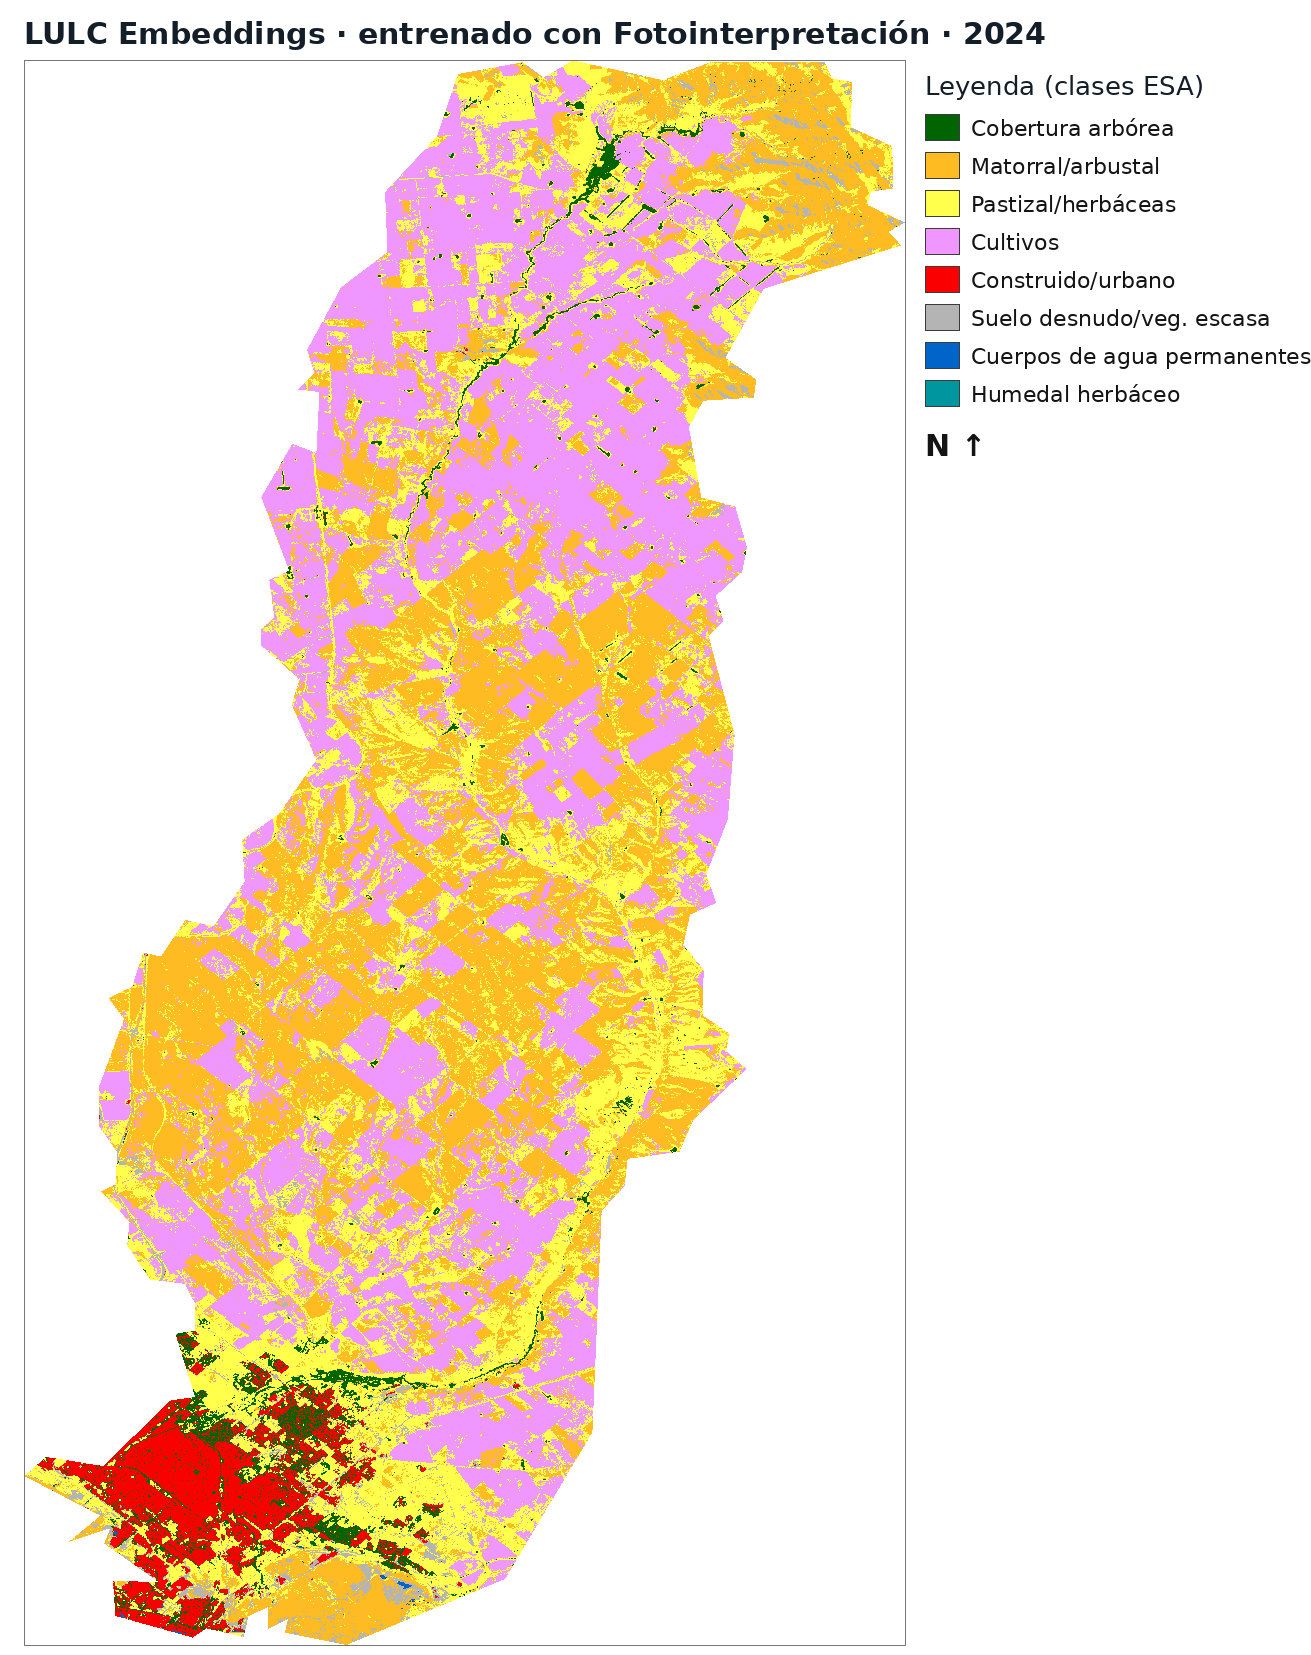 LULC Embeddings · entrenado con Fotointerpretación · 2024
Leyenda (clases ESA)
Cobertura arbórea
Matorral/arbustal
Pastizal/herbáceas
Cultivos
Construido/urbano
Suelo desnudo/veg. escasa
Cuerpos de agua permanentes
Humedal herbáceo
N ↑